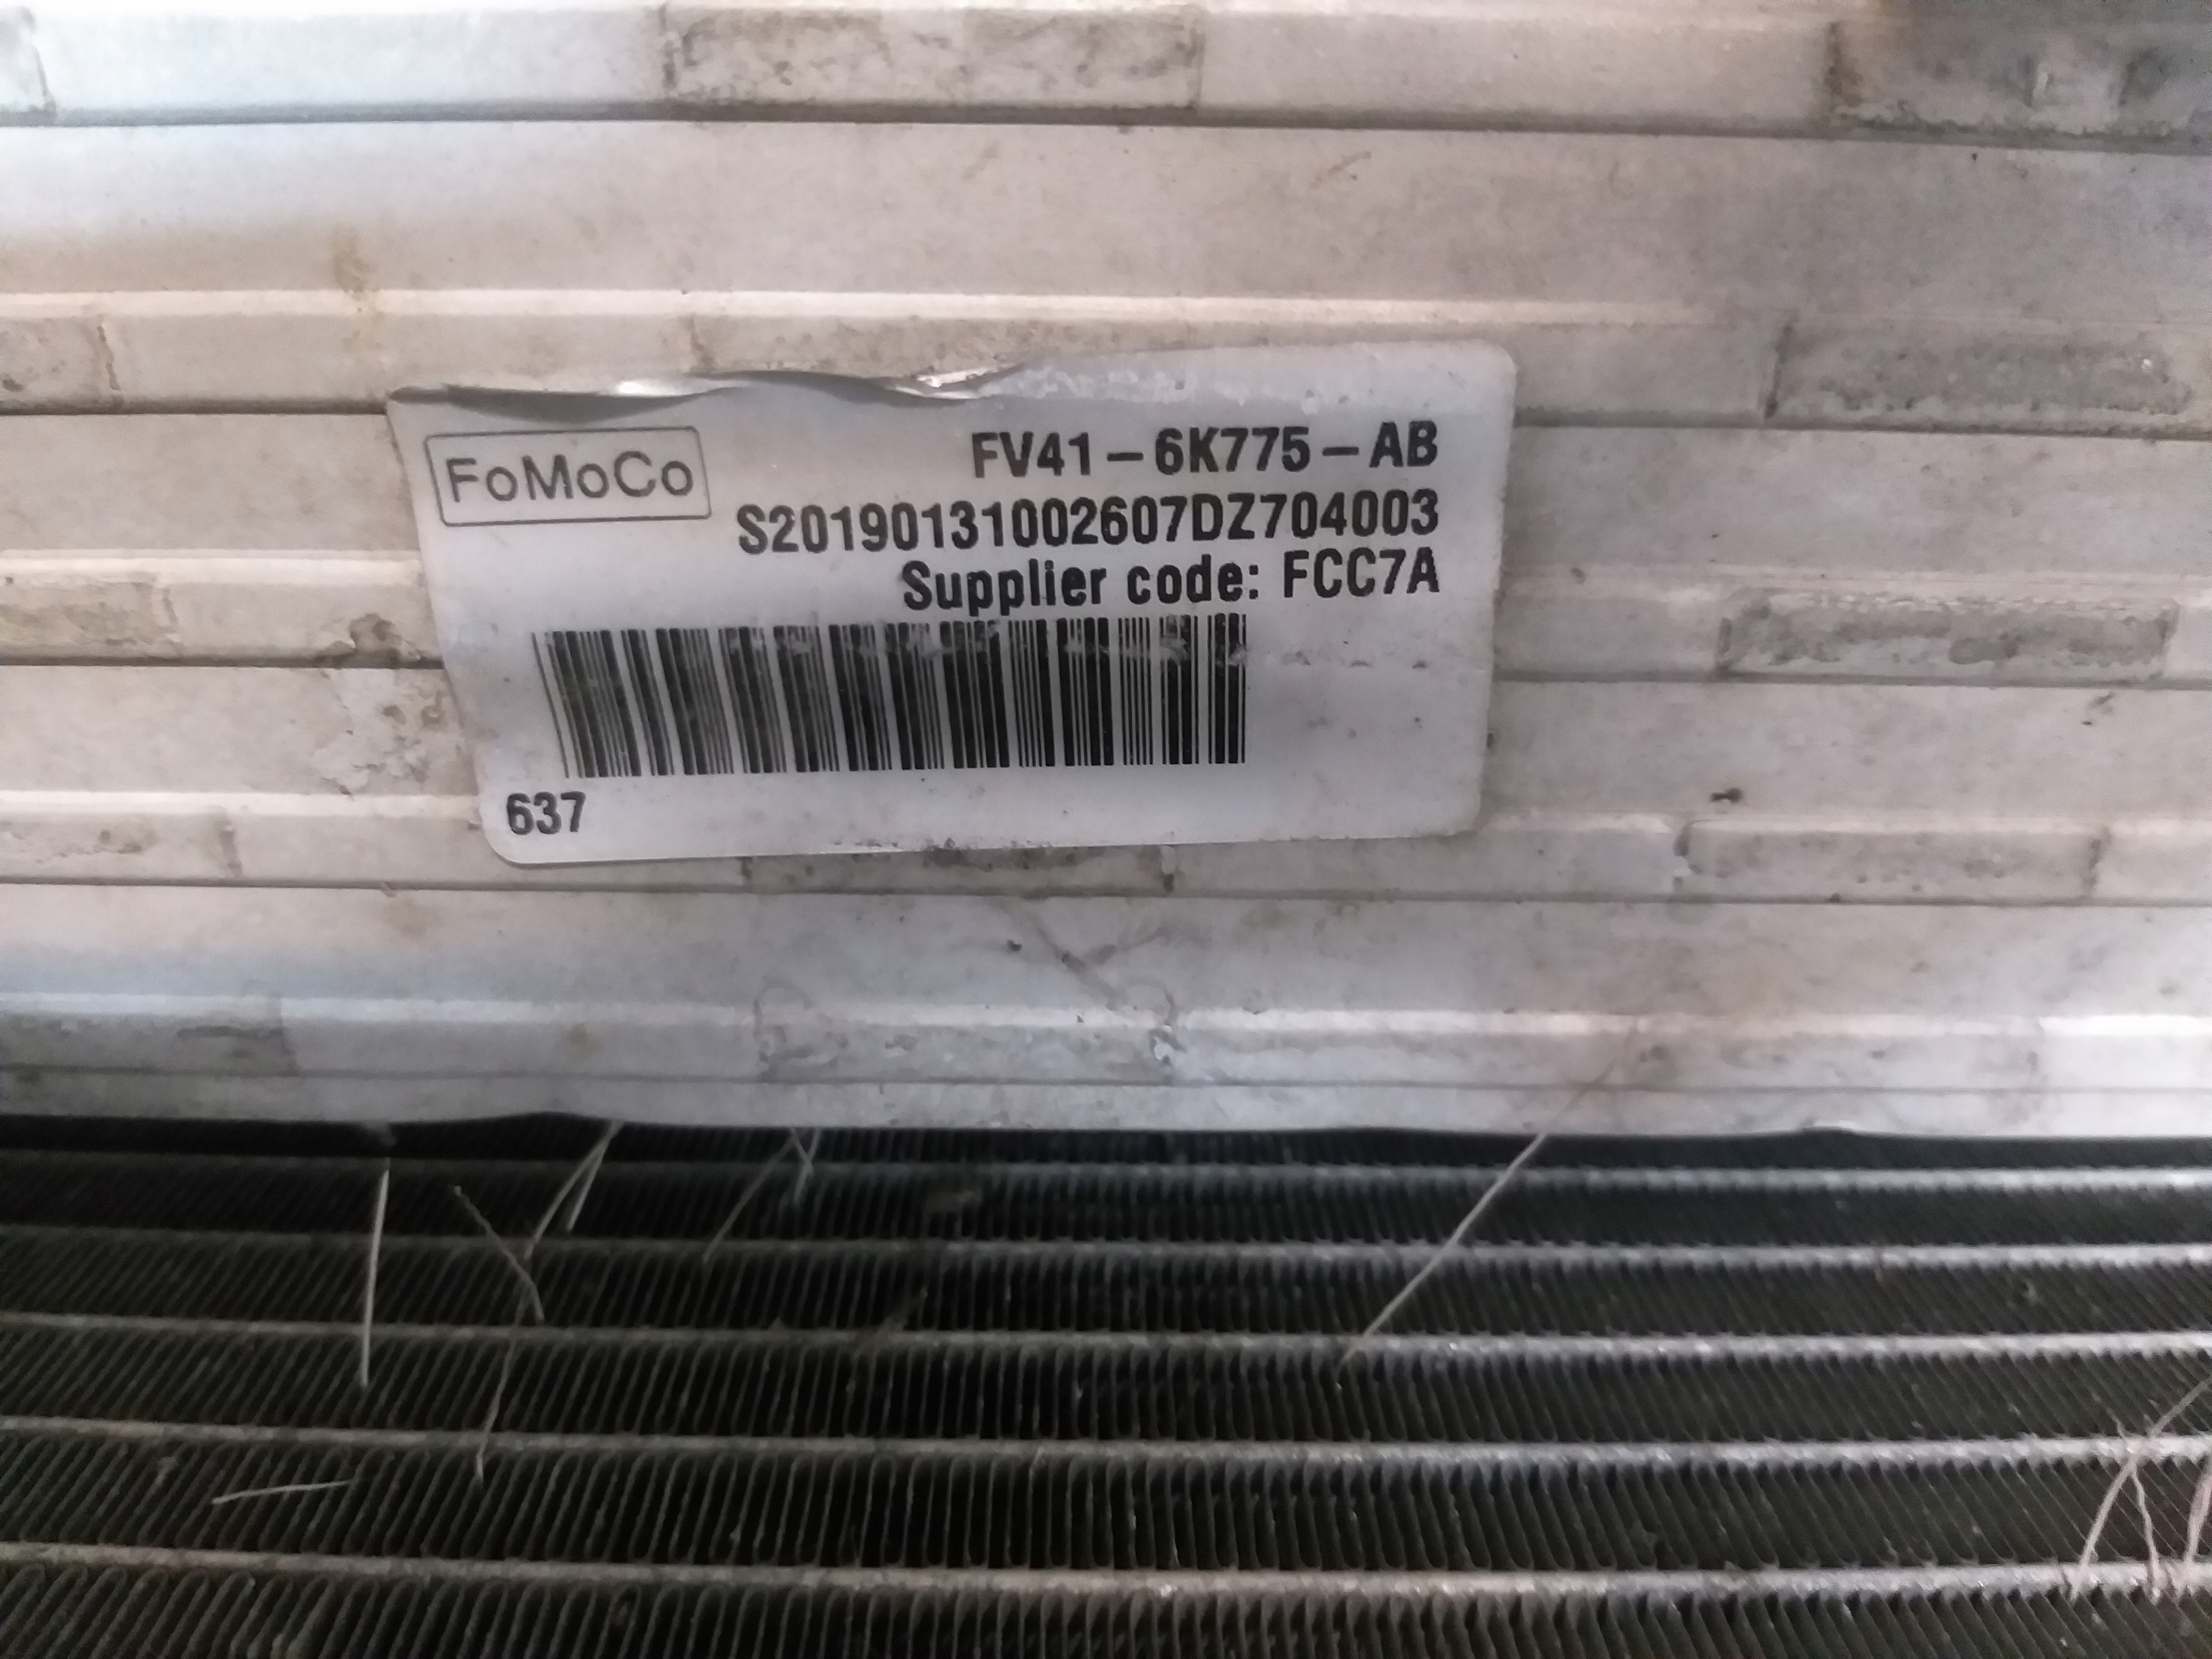 FoMoCo
FV41-6K775-AB
S20190131002607DZ704003
Supplier code: FCC7A
637